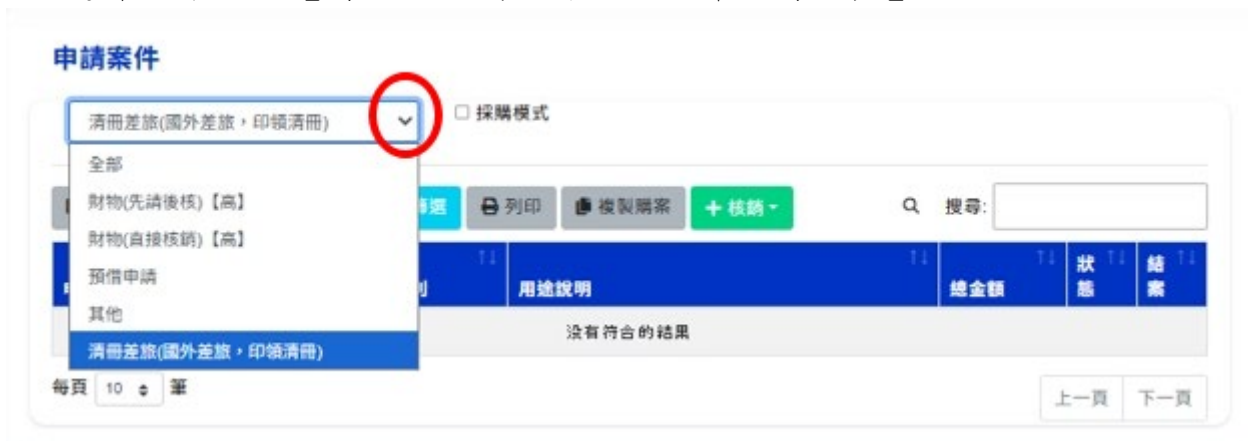 申請案件
清冊差旅(國外差旅,印領清冊)
採購模式
全部
財物(先請後核)【高】
財物(直接核銷)【高】
預借申請
其他
清冊差旅(國外差旅,印領清冊)
列印
複製購案
+ 核銷
搜尋:
用途說明
總金額
狀態
結案
没有符合的結果
每頁 10 筆
上一頁 下一頁